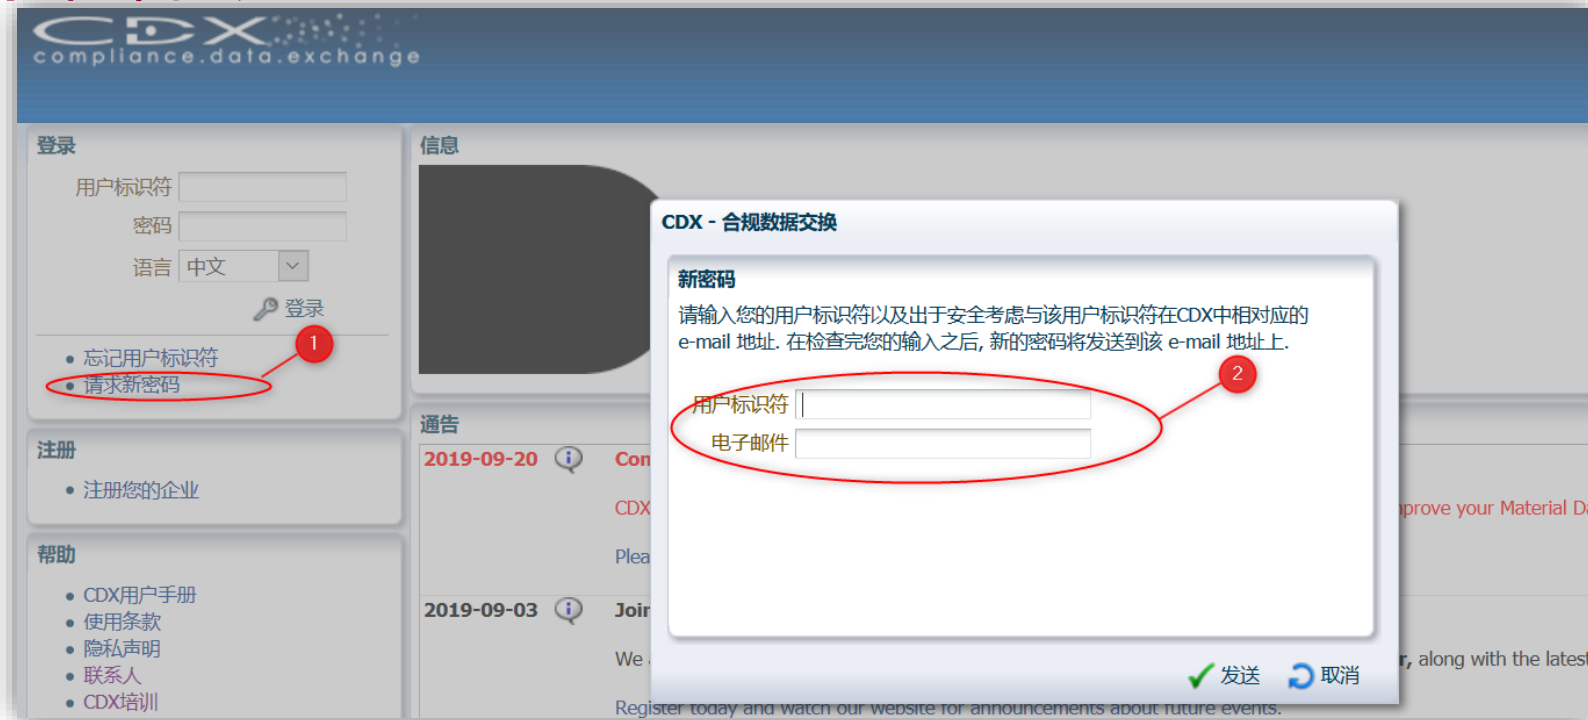 CDX
compliance.data.exchange
登录
用户标识符
密码
语言 中文
登录
1
忘记用户标识符
请求新密码
注册
注册您的企业
帮助
CDX用户手册
使用条款
隐私声明
联系人
CDX培训
信息
通告
2019-09-20
CDX
prove your Material
2019-09-03
We
r, along with the latest
Register today and watch our website for announcements about future events.
CDX - 合规数据交换
新密码
请输入您的用户标识符以及出于安全考虑与该用户标识符在CDX中相对应的
e-mail 地址. 在检查完您的输入之后, 新的密码将发送到该 e-mail 地址上.
2
用户标识符
电子邮件
发送 取消